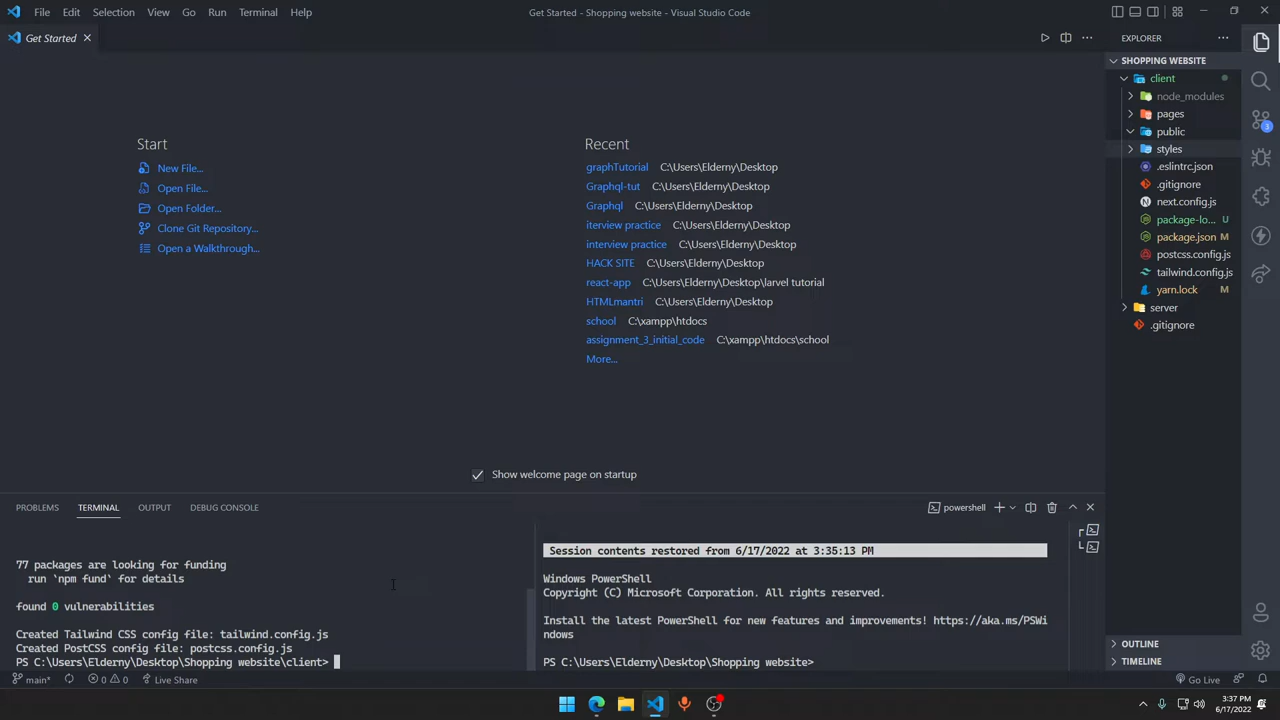 File Edit Selection View Go Run Terminal Help
Get Started - Shopping website - Visual Studio Code
Get Started
Start
New File...
Open File...
Open Folder...
Clone Git Repository...
Open a Walkthrough...
Recent
graphTutorial C:\Users\Elderny\Desktop
Graphql-tut C:\Users\Elderny\Desktop
Graphql C:\Users\Elderny\Desktop
iterview practice C:\Users\Elderny\Desktop
interview practice C:\Users\Elderny\Desktop
HACK SITE C:\Users\Elderny\Desktop
react-app C:\Users\Elderny\Desktop\larvel tutorial
HTMLmantri C:\Users\Elderny\Desktop
school C:\xampp\htdocs
assignment_3_initial_code C:\xampp\htdocs\school
More...
Show welcome page on startup
EXPLORER
SHOPPING WEBSITE
client
node_modules
pages
public
styles
.eslintrc.json
.gitignore
next.config.js
package-lo... U
package.json M
postcss.config.js
tailwind.config.js
yarn.lock M
server
.gitignore
OUTLINE
TIMELINE
3
PROBLEMS TERMINAL OUTPUT DEBUG CONSOLE
powershell
77 packages are looking for funding
run `npm fund` for details
found 0 vulnerabilities
Created Tailwind CSS config file: tailwind.config.js
Created PostCSS config file: postcss.config.js
PS C:\Users\Elderny\Desktop\Shopping website\client>
Session contents restored from 6/17/2022 at 3:35:13 PM
Windows PowerShell
Copyright (C) Microsoft Corporation. All rights reserved.
Install the latest PowerShell for new features and improvements! https://aka.ms/PSWi
ndows
PS C:\Users\Elderny\Desktop\Shopping website>
main* 0 0 Live Share
Go Live
3:37 PM
6/17/2022